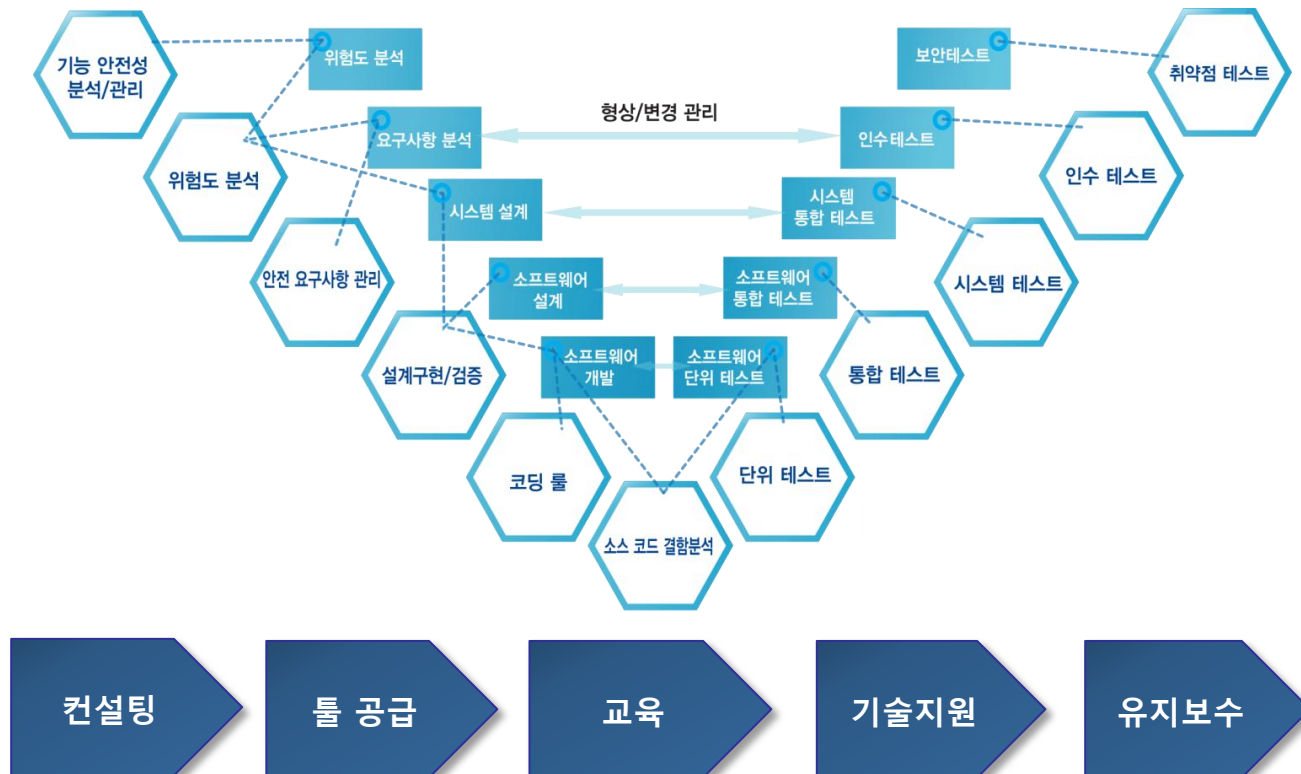 기능 안전성
분석/관리
위험도 분석
보안테스트
취약점 테스트
형상/변경 관리
요구사항 분석
인수테스트
위험도 분석
인수 테스트
시스템 설계
시스템
통합 테스트
안전 요구사항 관리
시스템 테스트
소프트웨어
설계
소프트웨어
통합 테스트
설계구현/검증
소프트웨어
개발
소프트웨어
단위 테스트
통합 테스트
코딩 룰
단위 테스트
소스 코드 결함분석
컨설팅
툴 공급
교육
기술지원
유지보수